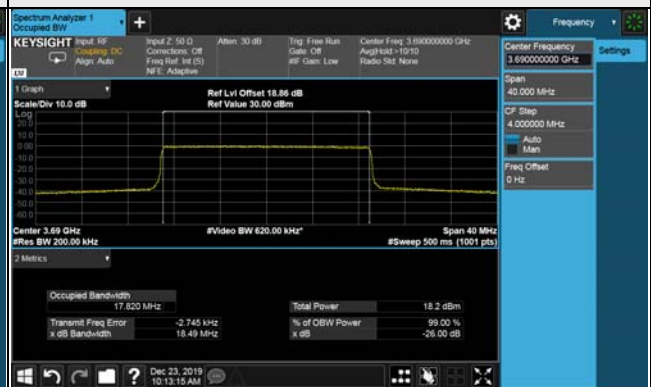 Spectrum Analyzer 1
Occupied BW
Frequency
KEYSIGHT
Input: RF
Coupling: DC
Align: Auto
Input Z: 50 Ω
Corrections: Off
Freq Ref: Int (S)
NFE: Adaptive
Atten: 30 dB
Trig: Free Run
Gate: Off
#IF Gain: Low
Center Freq: 3.690000000 GHz
Avg|Hold:>10/10
Radio Std: None
Center Frequency
3.690000000 GHz
Settings
Span
40.000 MHz
CF Step
4.000000 MHz
Auto
Man
Freq Offset
0 Hz
1 Graph
Scale/Div 10.0 dB
Ref Lvl Offset 18.86 dB
Ref Value 30.00 dBm
Log
20.0
10.0
0.00
-10.0
-20.0
-30.0
-40.0
-50.0
-60.0
Center 3.69 GHz
#Res BW 200.00 kHz
#Video BW 620.00 kHz*
Span 40 MHz
#Sweep 500 ms (1001 pts)
2 Metrics
Occupied Bandwidth
17.820 MHz
Total Power 18.2 dBm
Transmit Freq Error -2.745 kHz
% of OBW Power 99.00 %
x dB Bandwidth 18.49 MHz
x dB -26.00 dB
?
Dec 23, 2019
10:13:15 AM